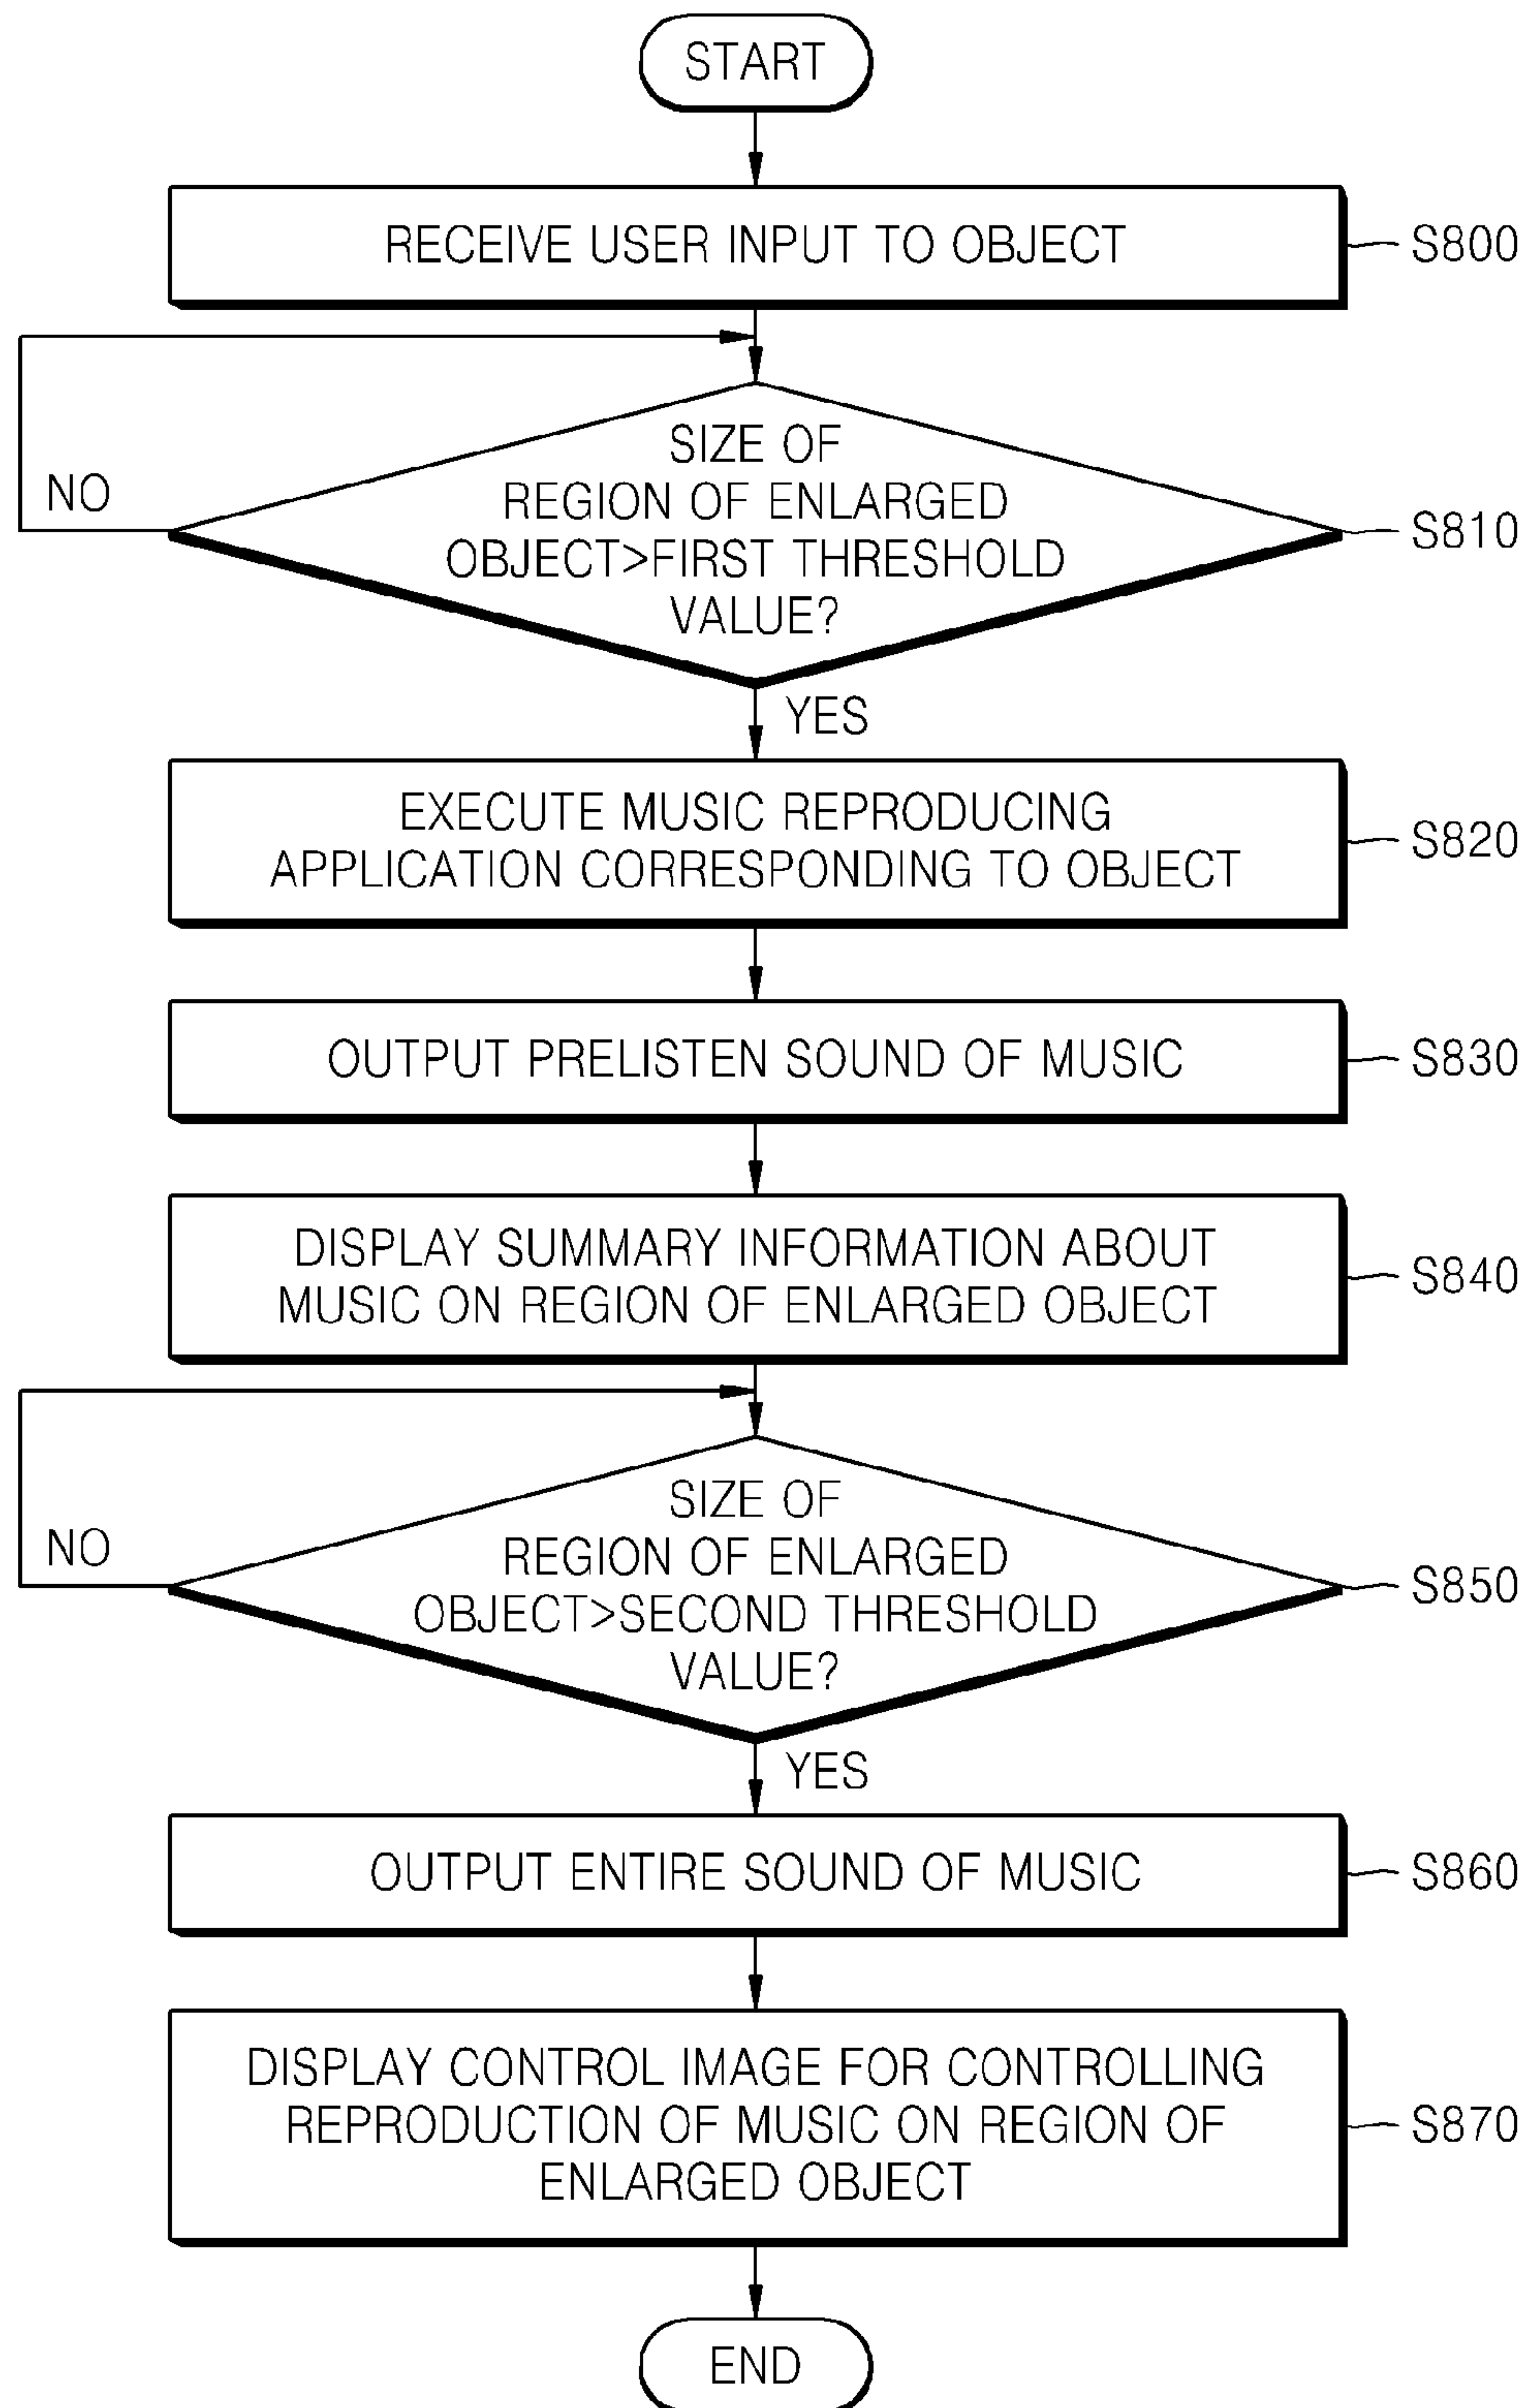 START
RECEIVE USER INPUT TO OBJECT
S800
SIZE OF
REGION OF ENLARGED
OBJECT>FIRST THRESHOLD
VALUE?
NO
S810
YES
EXECUTE MUSIC REPRODUCING
APPLICATION CORRESPONDING TO OBJECT
S820
OUTPUT PRELISTEN SOUND OF MUSIC
S830
DISPLAY SUMMARY INFORMATION ABOUT
MUSIC ON REGION OF ENLARGED OBJECT
S840
SIZE OF
REGION OF ENLARGED
OBJECT>SECOND THRESHOLD
VALUE?
NO
S850
YES
OUTPUT ENTIRE SOUND OF MUSIC
S860
DISPLAY CONTROL IMAGE FOR CONTROLLING
REPRODUCTION OF MUSIC ON REGION OF
ENLARGED OBJECT
S870
END